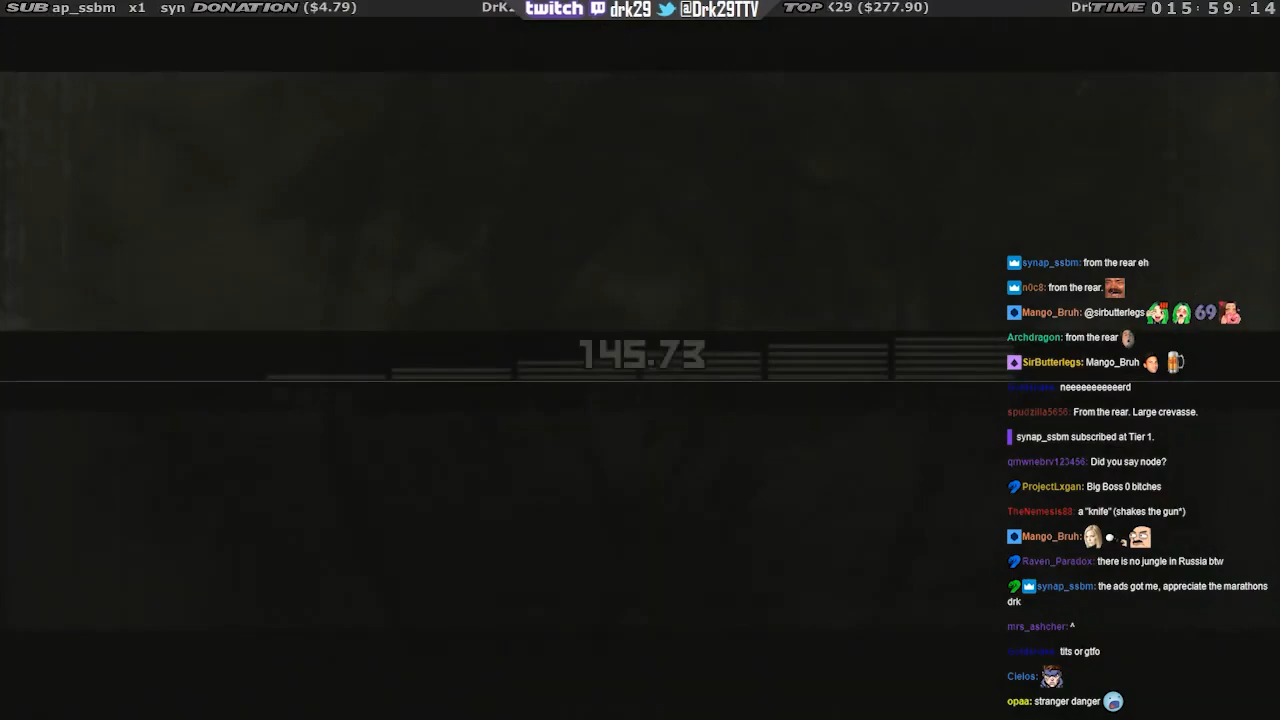 SUB ap_ssbm x1 syn DONATION ($4.79) DrK. twitch drk29 @Drk29TTV TOP K29 ($277.90) Dr TIME 015:59:14
synap_ssbm: from the rear eh
n0c8: from the rear.
Mango_Bruh: @sirbutterlegs 69
Archdragon: from the rear
145.73
SirButterlegs: Mango_Bruh
neeeeeeeeeeerd
spudzilla5656: From the rear. Large crevasse.
synap_ssbm subscribed at Tier 1.
qmwnebrv123456: Did you say node?
ProjectLxgan: Big Boss 0 bitches
TheNemesis88: a "knife" (shakes the gun*)
Mango_Bruh:
Raven_Paradox: there is no jungle in Russia btw
synap_ssbm: the ads got me, appreciate the marathons
drk
mrs_ashcher: ^
tits or gtfo
Cielos:
opaa: stranger danger